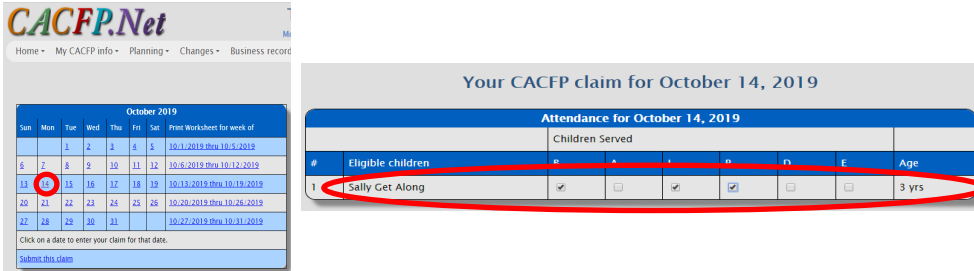 CACFP.Net
Home My CACFP info Planning Changes Business record
October 2019
Sun Mon Tue Wed Thu Fri Sat Print Worksheet for week of
1 2 3 4 5 10/1/2019 thru 10/5/2019
6 7 8 9 10 11 12 10/6/2019 thru 10/12/2019
13 14 15 16 17 18 19 10/13/2019 thru 10/19/2019
20 21 22 23 24 25 26 10/20/2019 thru 10/26/2019
27 28 29 30 31 10/27/2019 thru 10/31/2019
Click on a date to enter your claim for that date.
Submit this claim
Your CACFP claim for October 14, 2019
Attendance for October 14, 2019
Children Served
# Eligible children B A L P D E Age
1 Sally Get Along 3 yrs